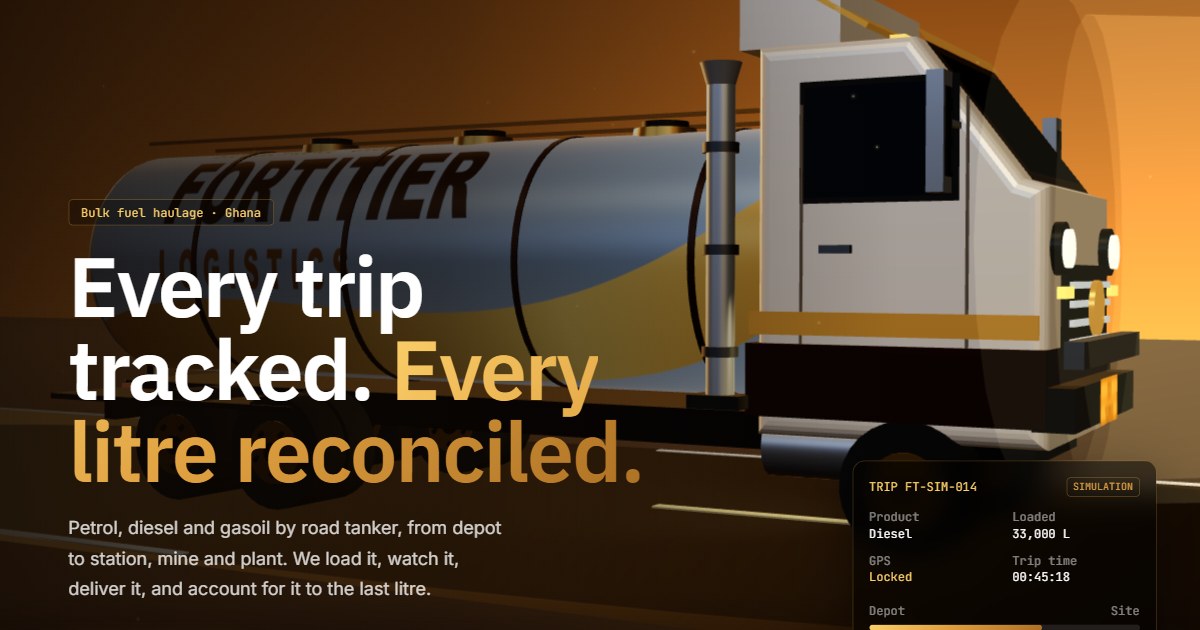 FORTITIER
LOGISTICS
Bulk fuel haulage · Ghana
Every trip
tracked. Every
litre reconciled.
Petrol, diesel and gasoil by road tanker, from depot
to station, mine and plant. We load it, watch it,
deliver it, and account for it to the last litre.
TRIP FT-SIM-014 SIMULATION
Product Loaded
Diesel 33,000 L
GPS Trip time
Locked 00:45:18
Depot Site